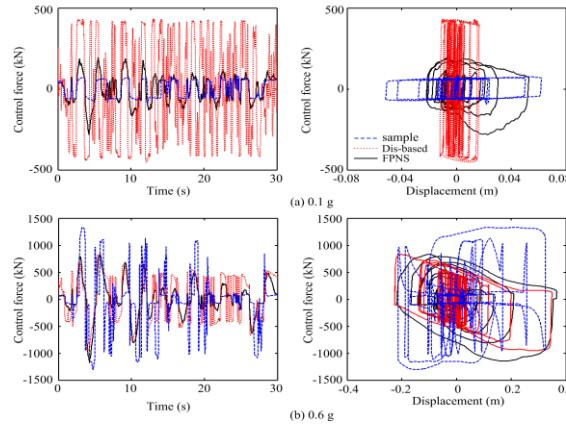 500
0
-500
Control force (kN)
0 10 20 30
Time (s)
500
0
-500
Control force (kN)
-0.08 -0.04 0 0.04 0.08
Displacement (m)
sample
Dis-based
FPNS
(a) 0.1 g
1500
1000
500
0
-500
-1000
-1500
Control force (kN)
0 10 20 30
Time (s)
1500
1000
500
0
-500
-1000
-1500
Control force (kN)
-0.4 -0.2 0 0.2
Displacement (m)
(b) 0.6 g